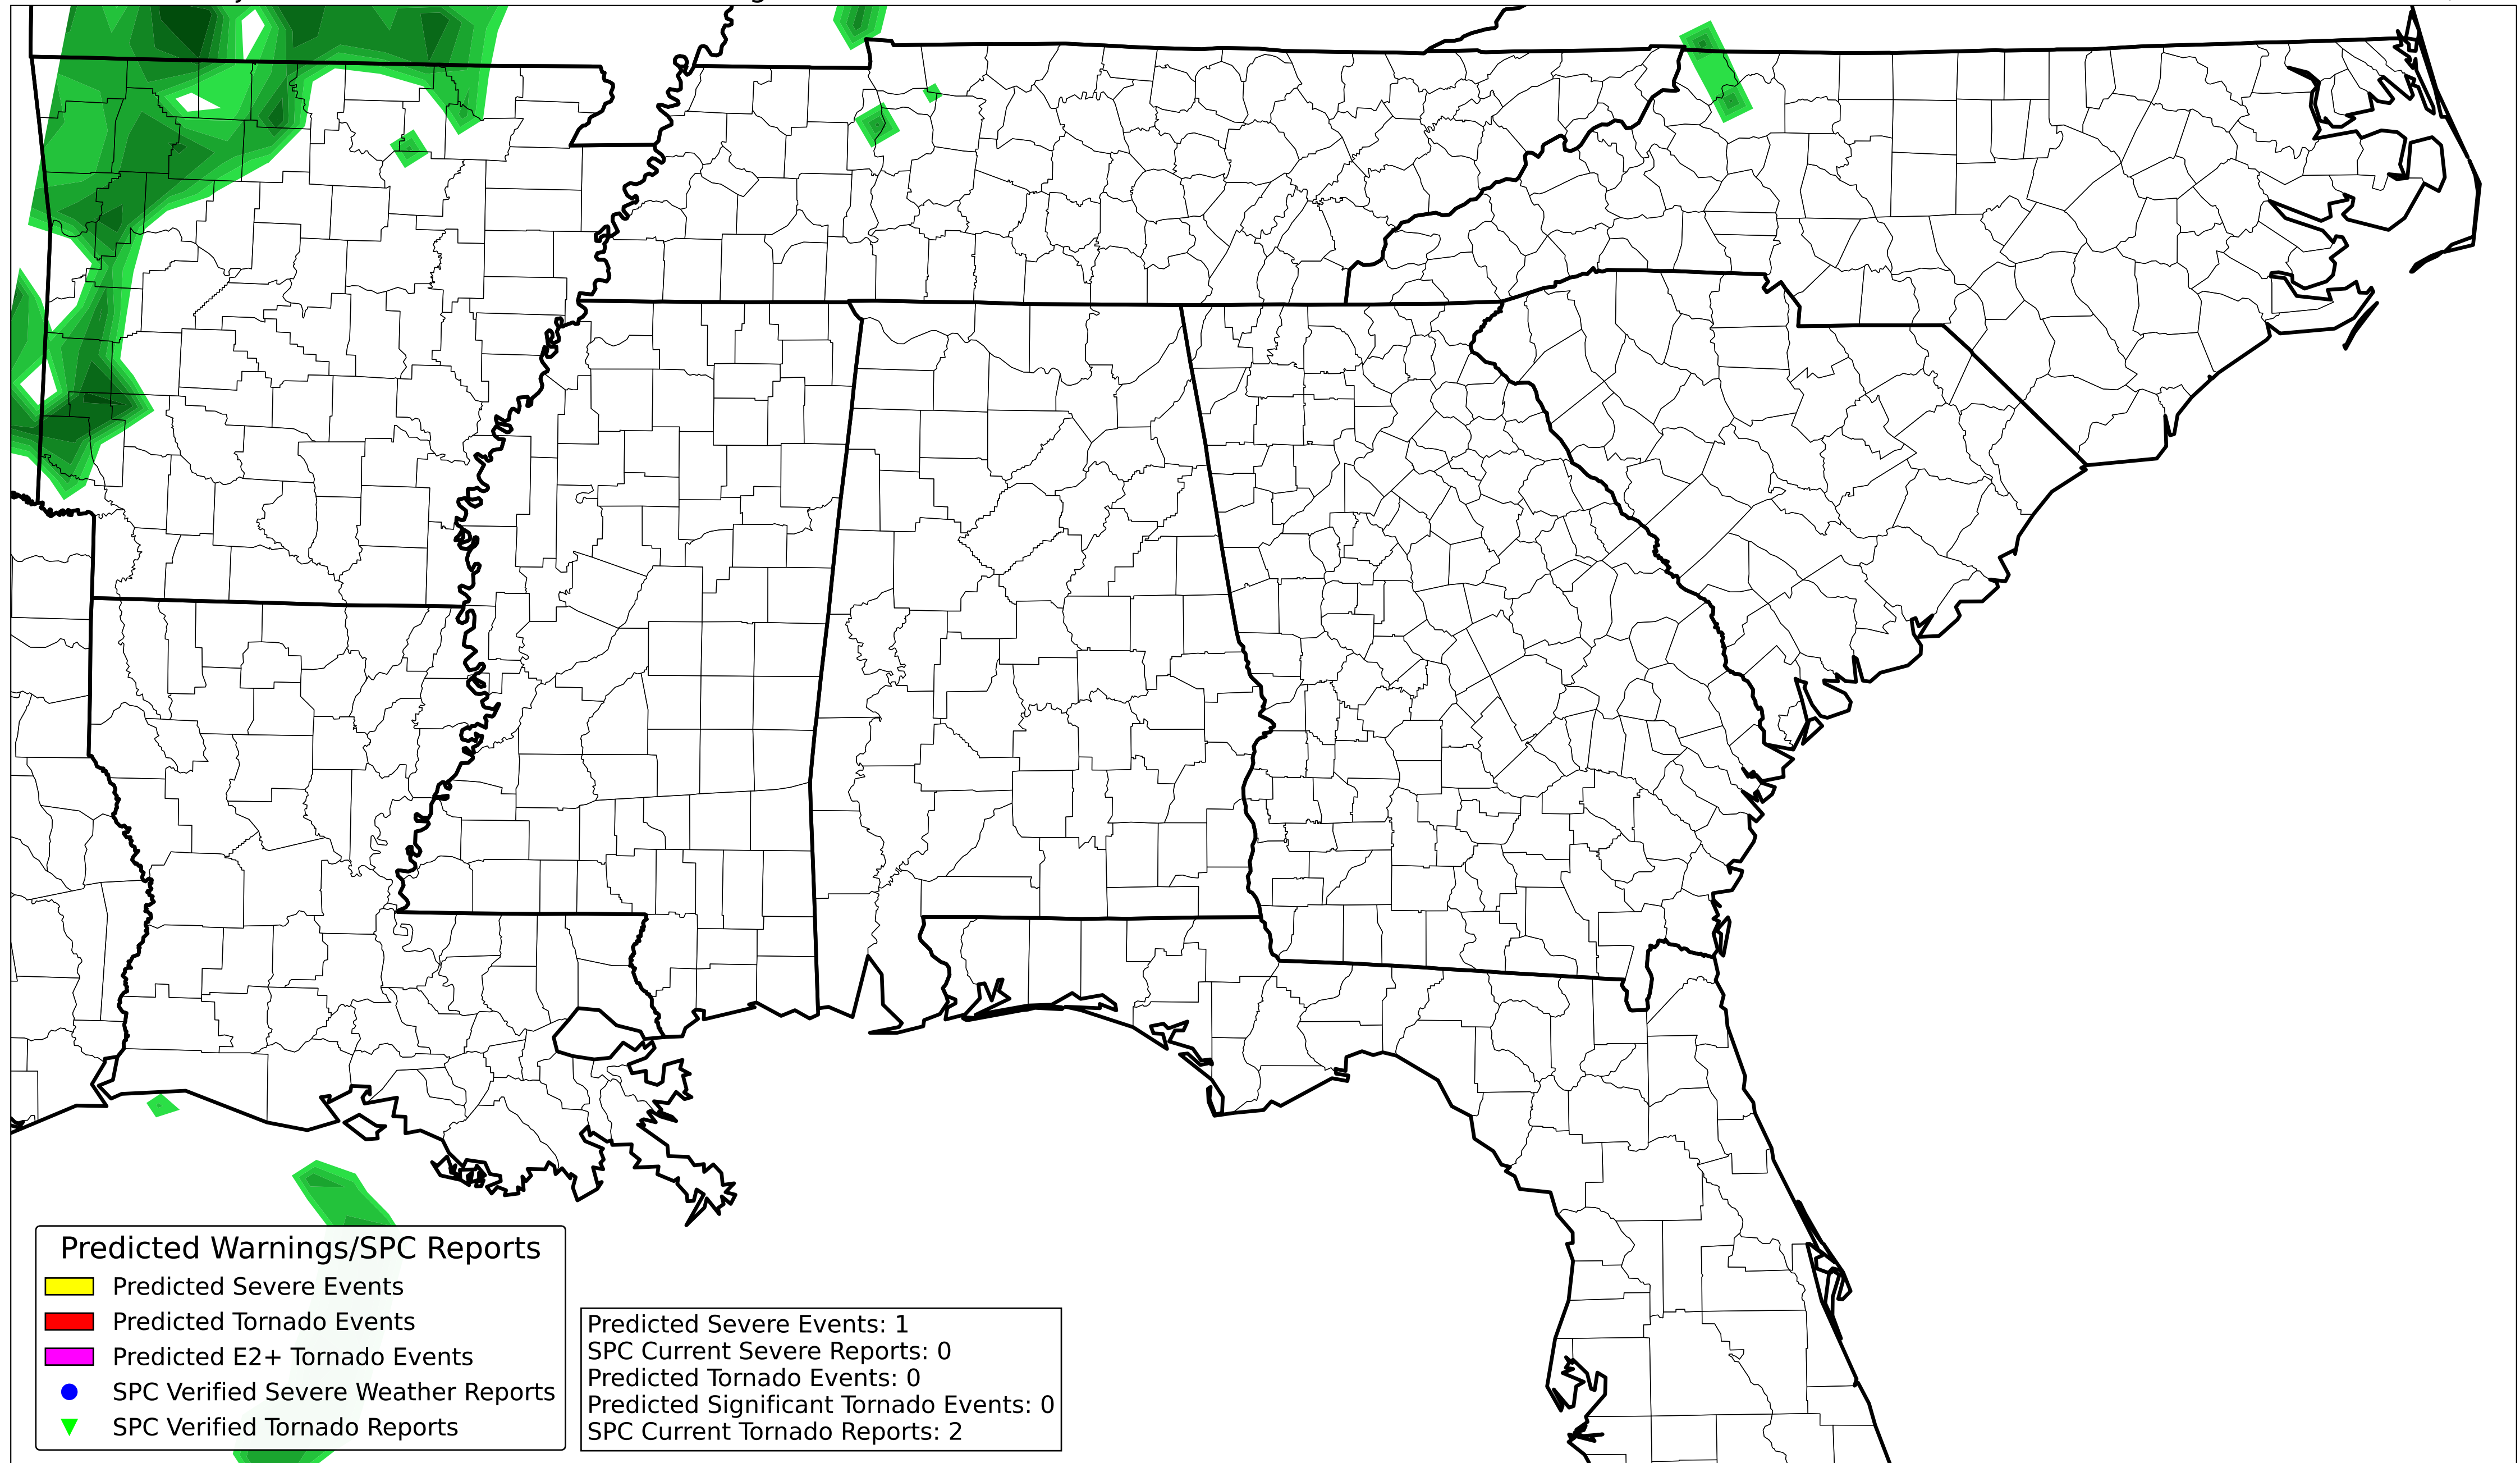 Predicted Warnings/SPC Reports
Predicted Severe Events
Predicted Tornado Events
Predicted E2+ Tornado Events
SPC Verified Severe Weather Reports
SPC Verified Tornado Reports
Predicted Severe Events: 1
SPC Current Severe Reports: 0
Predicted Tornado Events: 0
Predicted Significant Tornado Events: 0
SPC Current Tornado Reports: 2